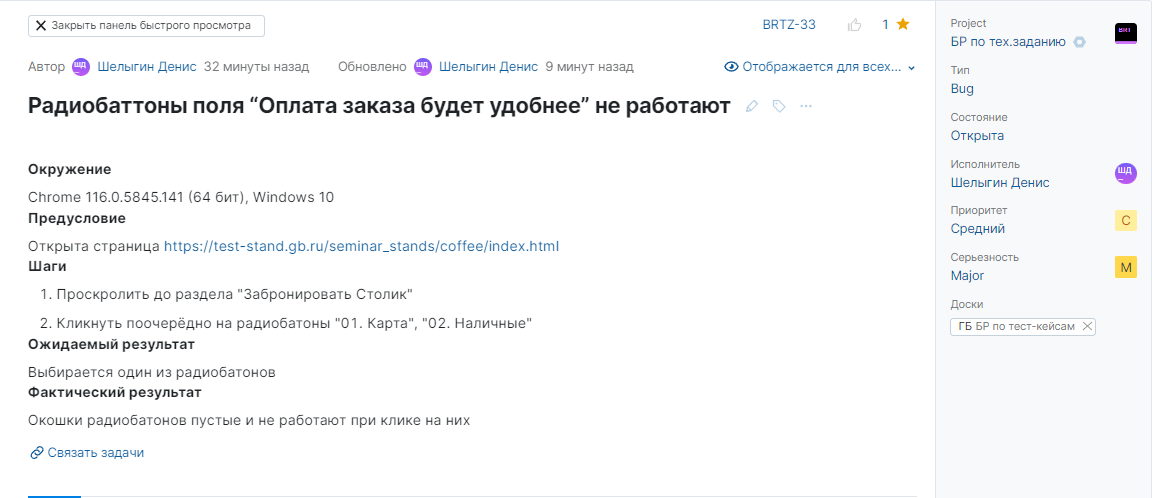 Закрыть панель быстрого просмотра
BRTZ-33
1
Автор ШД Шелыгин Денис 32 минуты назад Обновлено ШД Шелыгин Денис 9 минут назад
Отображается для всех...
Радиобаттоны поля “Оплата заказа будет удобнее” не работают
Окружение
Chrome 116.0.5845.141 (64 бит), Windows 10
Предусловие
Открыта страница https://test-stand.gb.ru/seminar_stands/coffee/index.html
Шаги
1. Проскролить до раздела "Забронировать Столик"
2. Кликнуть поочерёдно на радиобатоны "01. Карта", "02. Наличные"
Ожидаемый результат
Выбирается один из радиобатонов
Фактический результат
Окошки радиобатонов пустые и не работают при клике на них
Связать задачи
Project
БР по тех.заданию
Тип
Bug
Состояние
Открыта
Исполнитель
Шелыгин Денис
ШД
Приоритет
Средний
С
Серьезность
Major
M
Доски
ГБ БР по тест-кейсам